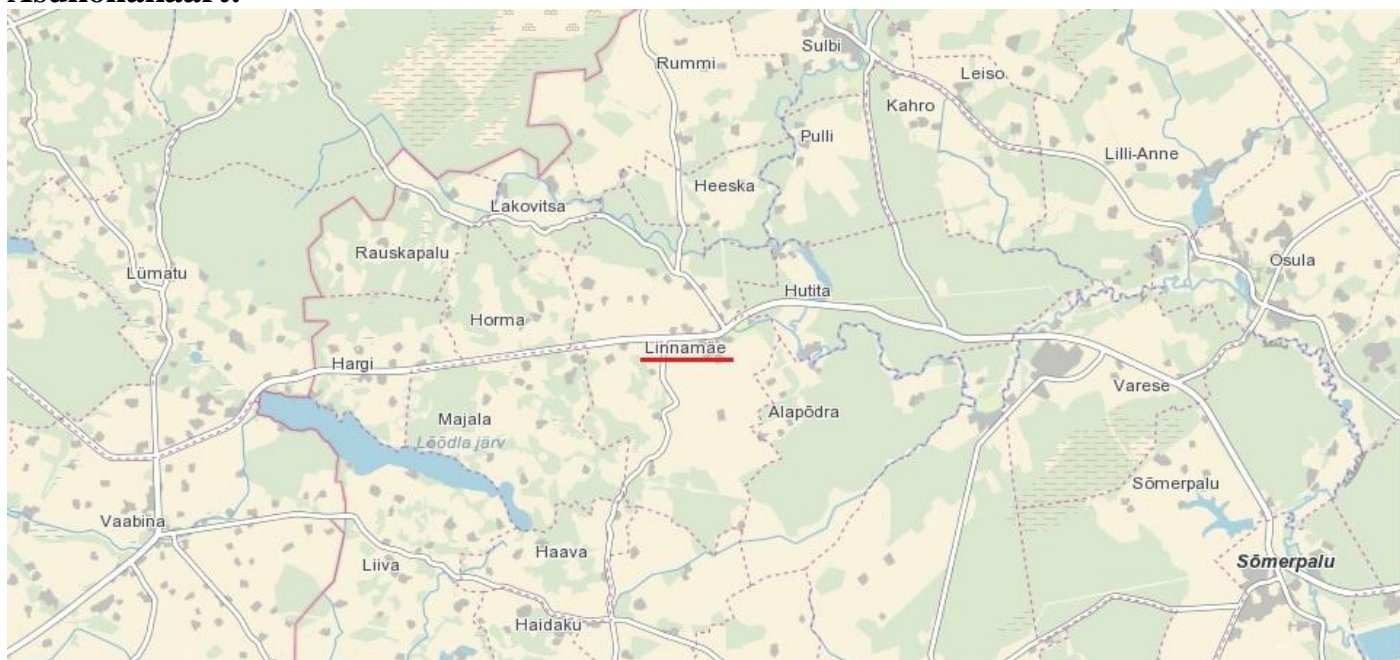 Asukohakaart:
Sulbi
Rummi
Leiso
Kahro
Pulli
Lilli-Anne
Heeska
Lakovitsa
Rauskapalu
Osula
Lümatu
Hutita
Horma
Linnamäe
Hargi
Varese
Alapõdra
Majala
Lõõdla järv
Sõmerpalu
Vaabina
Haava
Sõmerpalu
Liiva
Haidaku